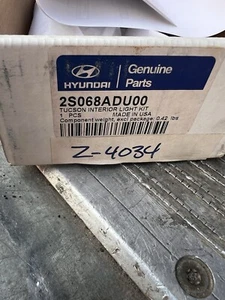 HYUNDAI
Genuine
Parts
2S068ADU00
TUCSON INTERIOR LIGHT KIT
1 PCS MADE IN USA
Component weight, excl package: 0.42 lbs
Z-4034